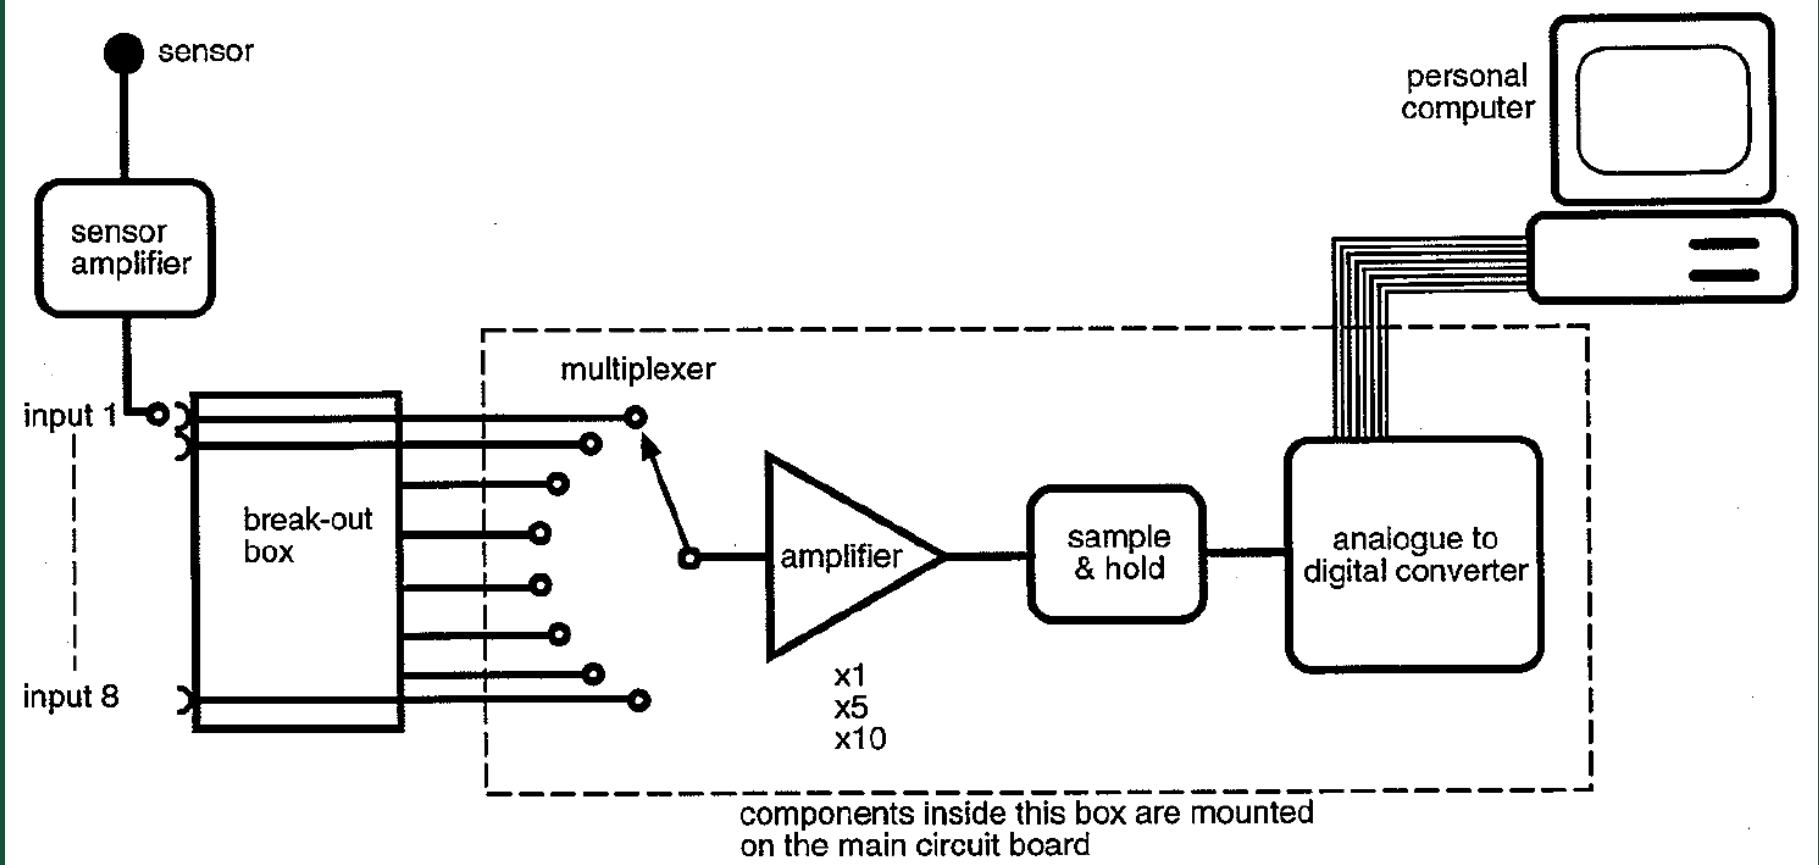 sensor
personal
computer
sensor
amplifier
multiplexer
input 1
break-out
box
amplifier
sample
& hold
analogue to
digital converter
input 8
x1
x5
x10
components inside this box are mounted
on the main circuit board